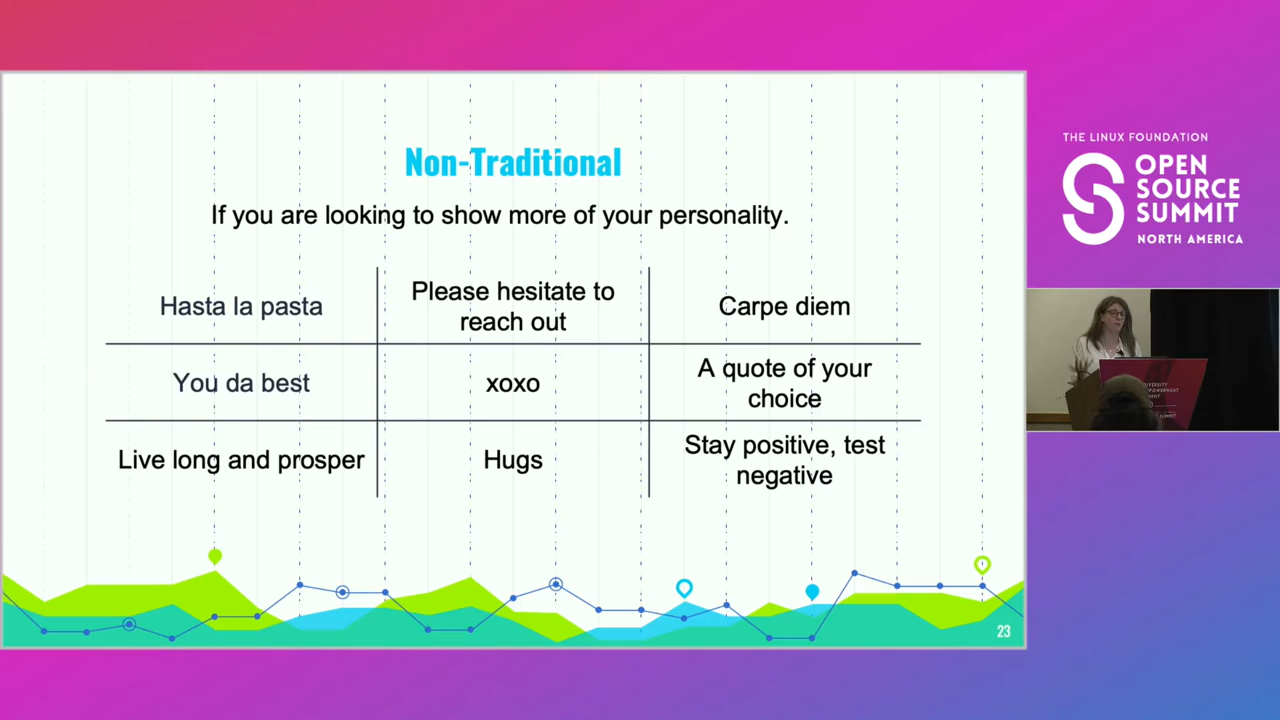 Non-Traditional
If you are looking to show more of your personality.
Hasta la pasta
Please hesitate to
reach out
Carpe diem
You da best
xoxo
A quote of your
choice
Live long and prosper
Hugs
Stay positive, test
negative
23
THE LINUX FOUNDATION
OPEN
SOURCE
SUMMIT
NORTH AMERICA